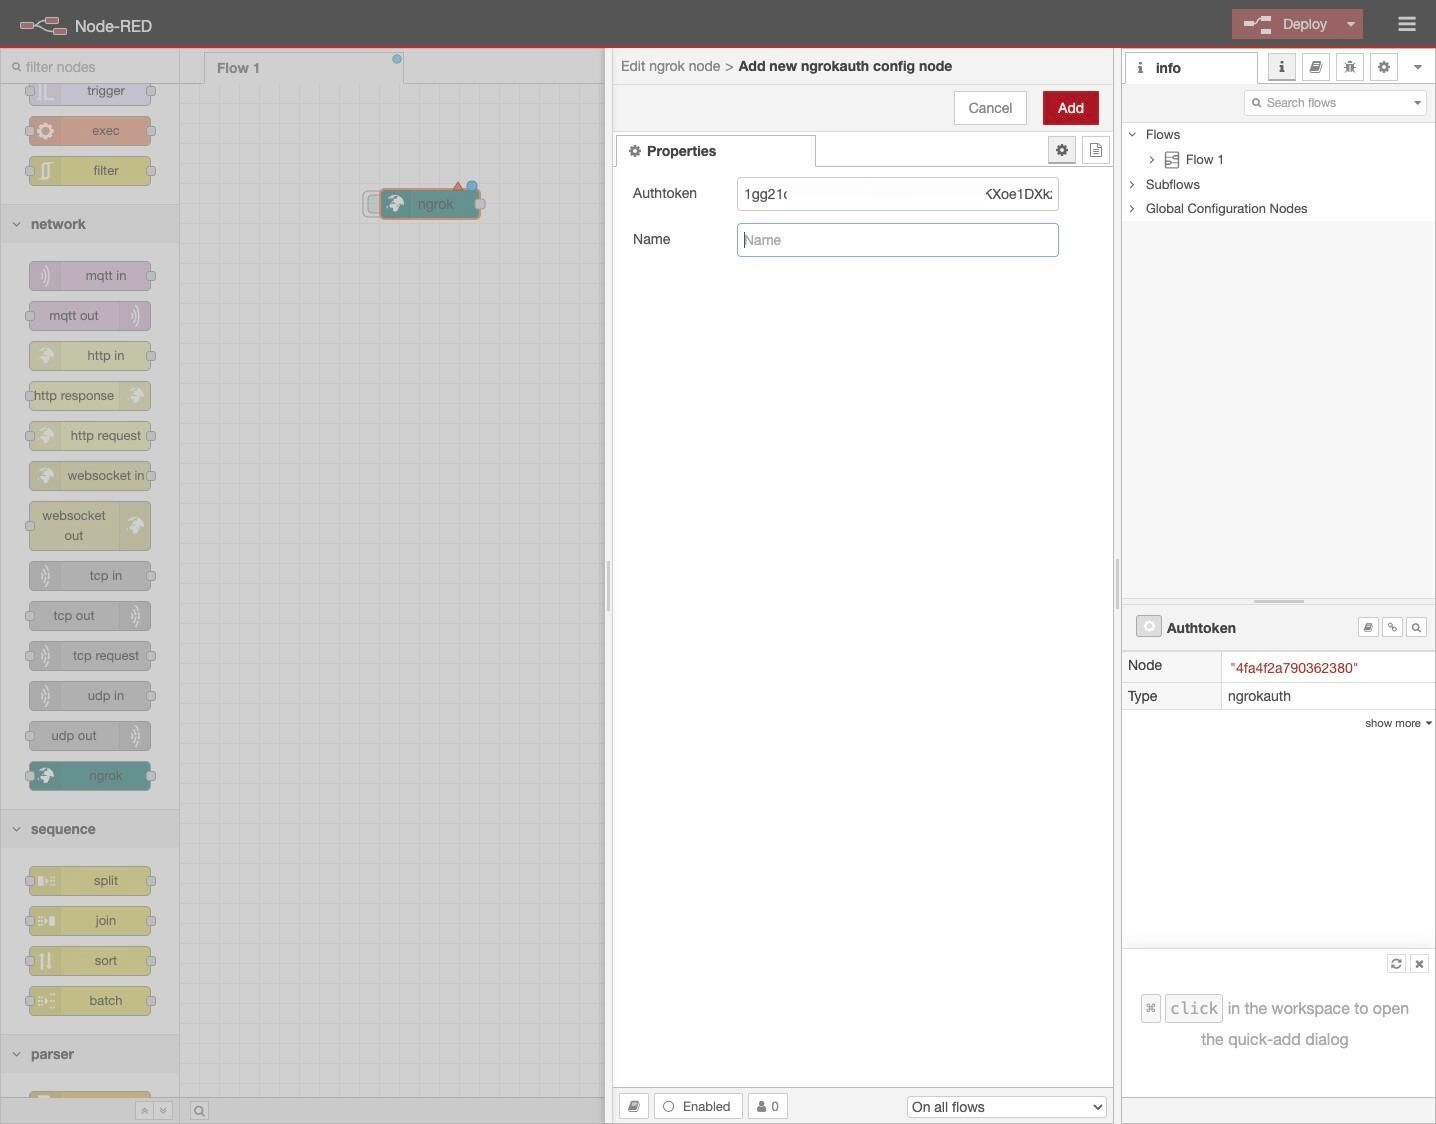 Node-RED
Deploy
filter nodes
trigger
exec
filter
network
mqtt in
mqtt out
http in
http response
http request
websocket in
websocket
out
tcp in
tcp out
tcp request
udp in
udp out
ngrok
sequence
split
join
sort
batch
parser
Flow 1
ngrok
Edit ngrok node > Add new ngrokauth config node
Cancel
Add
Properties
Authtoken
1gg21
Xoe1DXk
Name
Name
Enabled
0
On all flows
i info
i
Search flows
Flows
Flow 1
Subflows
Global Configuration Nodes
Authtoken
Node "4fa4f2a790362380"
Type ngrokauth
show more
⌘ click in the workspace to open
the quick-add dialog